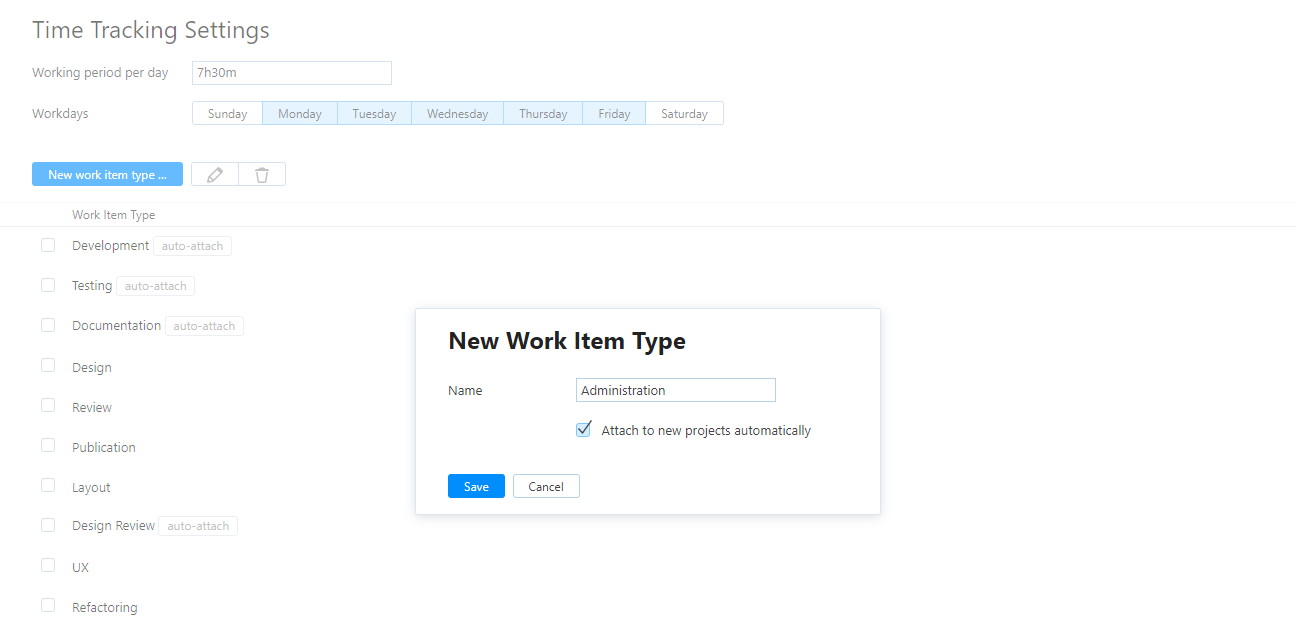 Time Tracking Settings
Working period per day 7h30m
Workdays Sunday Monday Tuesday Wednesday Thursday Friday Saturday
New work item type ...
Work Item Type
Development auto-attach
Testing auto-attach
Documentation auto-attach
Design
Review
Publication
Layout
Design Review auto-attach
UX
Refactoring
New Work Item Type
Name Administration
Attach to new projects automatically
Save Cancel